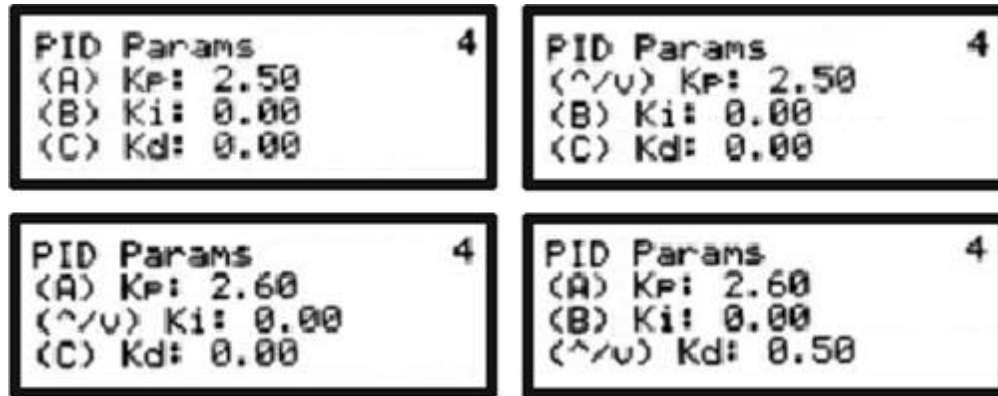 PID Params 4
(A) Kp: 2.50
(B) Ki: 0.00
(C) Kd: 0.00
PID Params 4
(^/v) Kp: 2.50
(B) Ki: 0.00
(C) Kd: 0.00
PID Params 4
(A) Kp: 2.60
(^/v) Ki: 0.00
(C) Kd: 0.00
PID Params 4
(A) Kp: 2.60
(B) Ki: 0.00
(^/v) Kd: 0.50